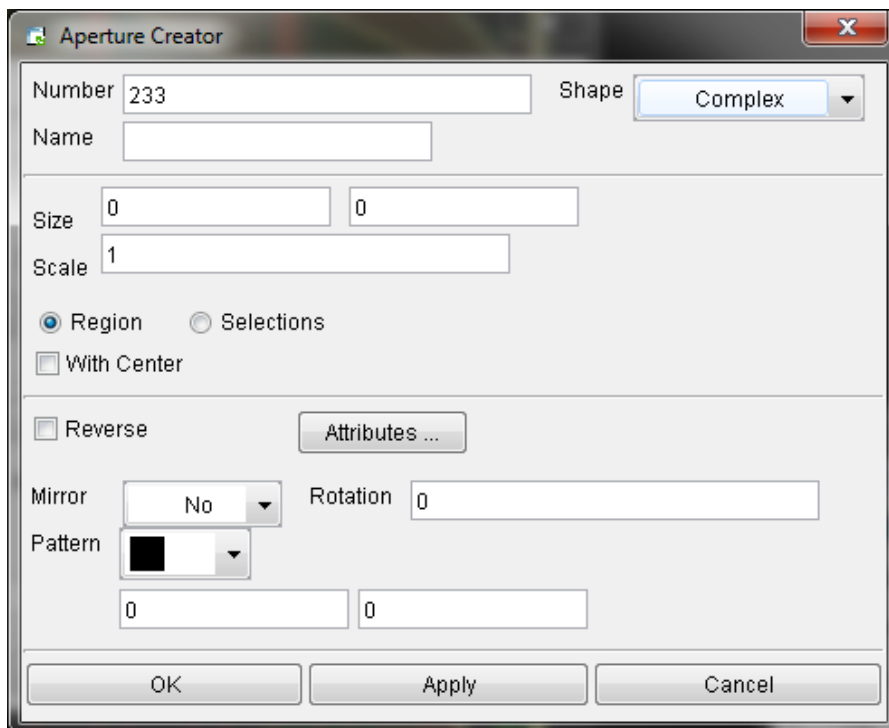 Aperture Creator
Number 233 Shape Complex
Name
Size 0 0
Scale 1
Region Selections
With Center
Reverse Attributes ...
Mirror No Rotation 0
Pattern
0 0
OK Apply Cancel